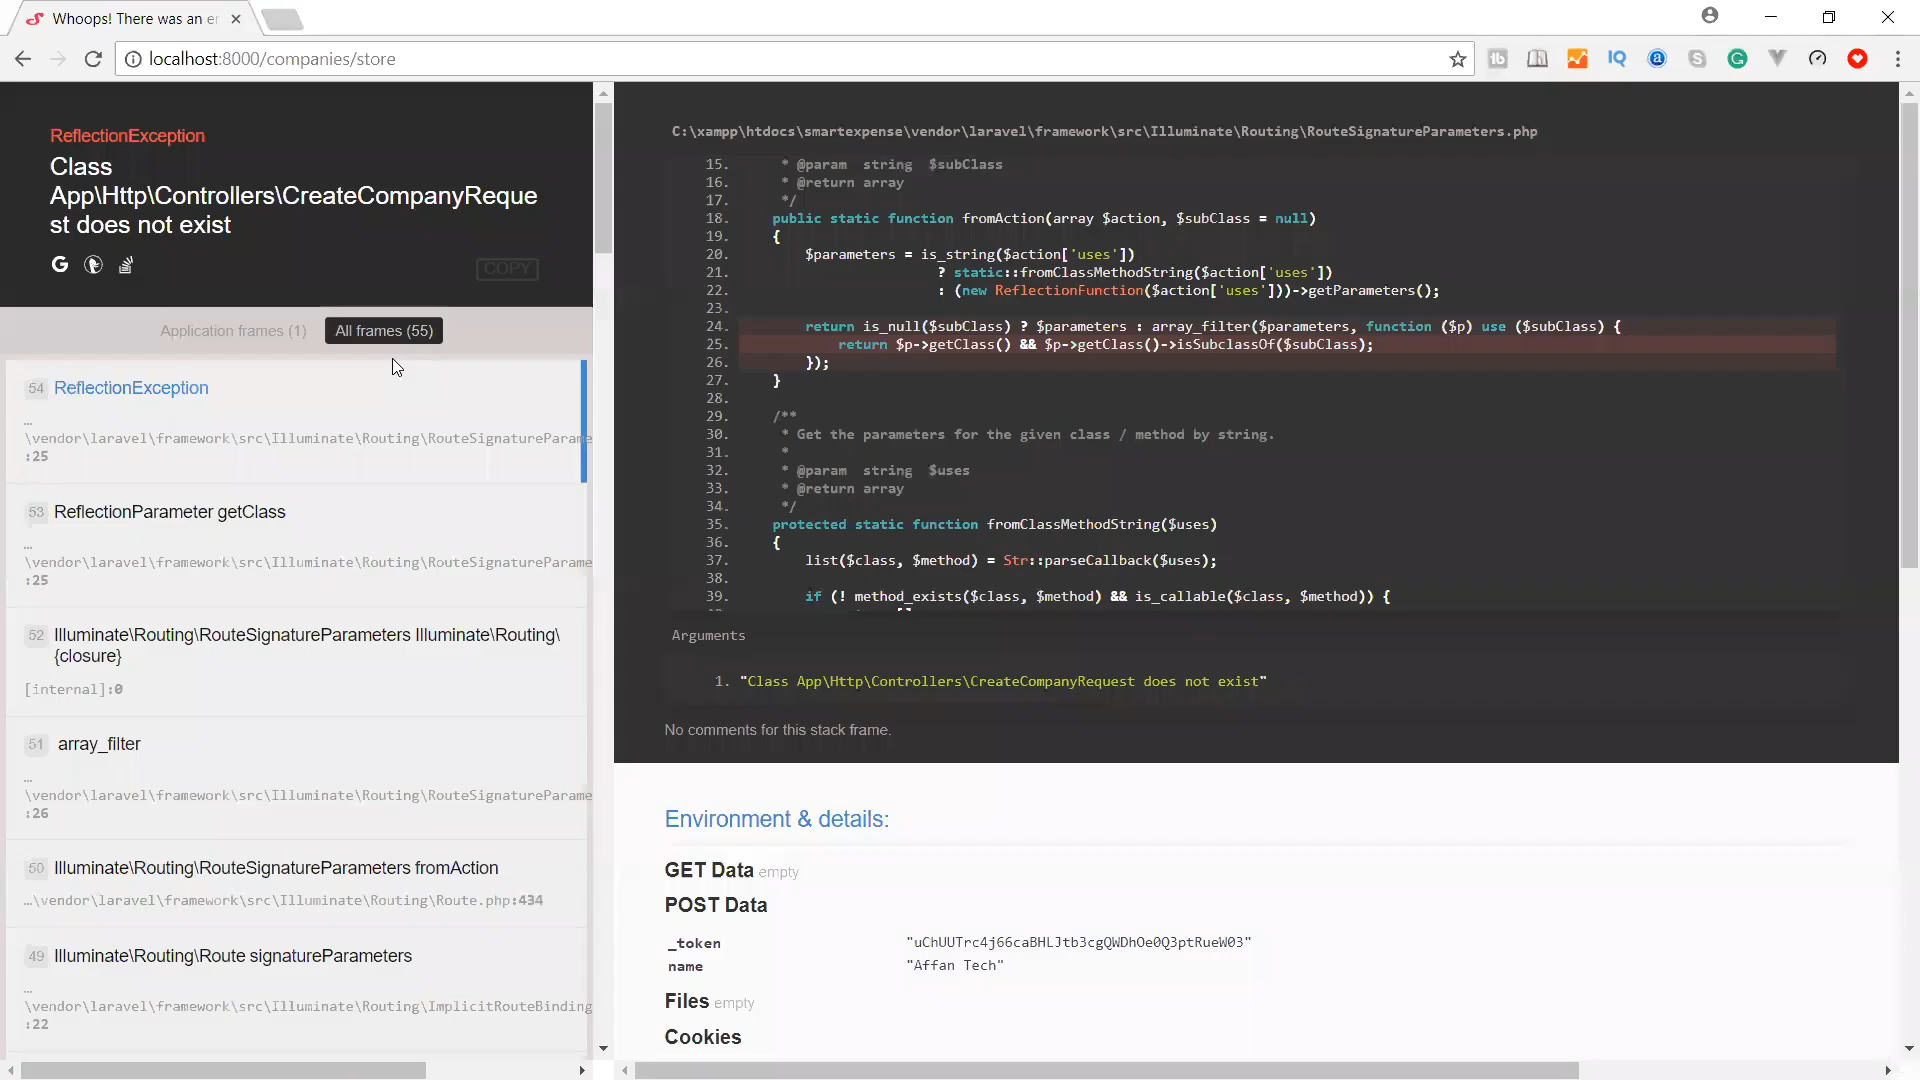 Whoops! There was an er
localhost:8000/companies/store
ReflectionException
Class
App\Http\Controllers\CreateCompanyReque
st does not exist
COPY
Application frames (1)
All frames (55)
54 ReflectionException
…
\vendor\laravel\framework\src\Illuminate\Routing\RouteSignatureParame
:25
53 ReflectionParameter getClass
…
\vendor\laravel\framework\src\Illuminate\Routing\RouteSignatureParame
:25
52 Illuminate\Routing\RouteSignatureParameters Illuminate\Routing\
{closure}
[internal]:0
51 array_filter
…
\vendor\laravel\framework\src\Illuminate\Routing\RouteSignatureParame
:26
50 Illuminate\Routing\RouteSignatureParameters fromAction
…\vendor\laravel\framework\src\Illuminate\Routing\Route.php:434
49 Illuminate\Routing\Route signatureParameters
…
\vendor\laravel\framework\src\Illuminate\Routing\ImplicitRouteBinding
:22
C:\xampp\htdocs\smartexpense\vendor\laravel\framework\src\Illuminate\Routing\RouteSignatureParameters.php
15. * @param  string  $subClass
16. * @return array
17. */
18. public static function fromAction(array $action, $subClass = null)
19. {
20. $parameters = is_string($action['uses'])
21. ? static::fromClassMethodString($action['uses'])
22. : (new ReflectionFunction($action['uses']))->getParameters();
23.
24. return is_null($subClass) ? $parameters : array_filter($parameters, function ($p) use ($subClass) {
25. return $p->getClass() && $p->getClass()->isSubclassOf($subClass);
26. });
27. }
28.
29. /**
30. * Get the parameters for the given class / method by string.
31. *
32. * @param  string  $uses
33. * @return array
34. */
35. protected static function fromClassMethodString($uses)
36. {
37. list($class, $method) = Str::parseCallback($uses);
38.
39. if (! method_exists($class, $method) && is_callable($class, $method)) {
Arguments
1. "Class App\Http\Controllers\CreateCompanyRequest does not exist"
No comments for this stack frame.
Environment & details:
GET Data empty
POST Data
_token "uChUUTrc4j66caBHLJtb3cgQWDhOe0Q3ptRueW03"
name "Affan Tech"
Files empty
Cookies